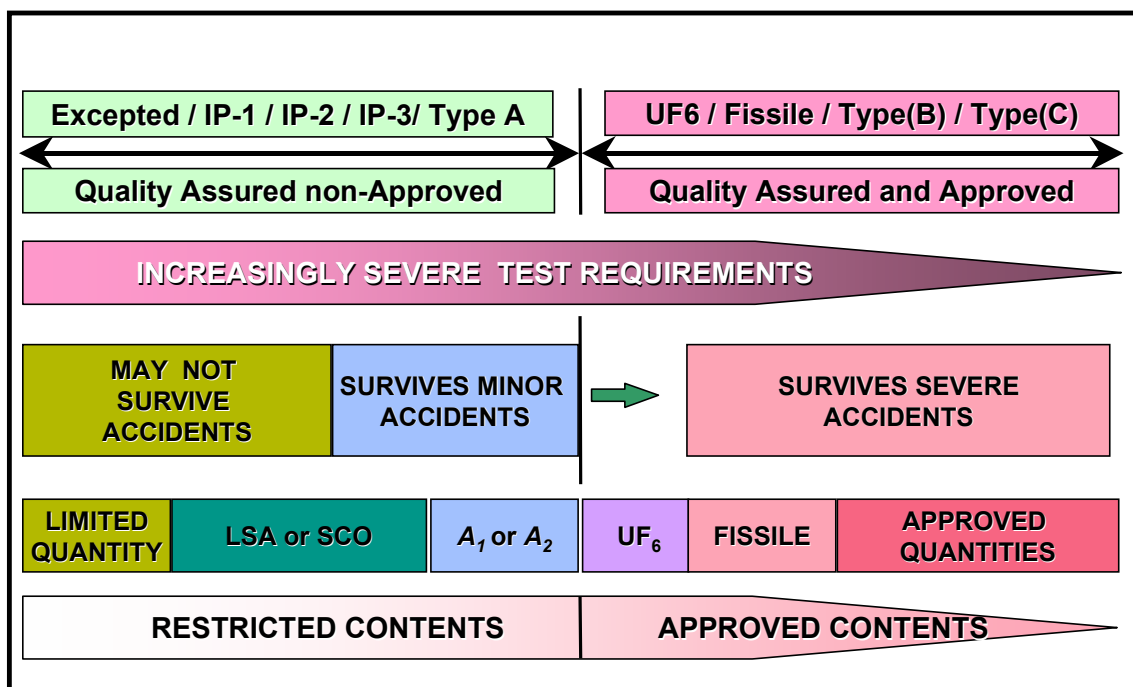 Excepted / IP-1 / IP-2 / IP-3/ Type A
UF6 / Fissile / Type(B) / Type(C)
Quality Assured non-Approved
Quality Assured and Approved
INCREASINGLY SEVERE TEST REQUIREMENTS
MAY NOT
SURVIVE
ACCIDENTS
SURVIVES MINOR
ACCIDENTS
SURVIVES SEVERE
ACCIDENTS
LIMITED
QUANTITY
LSA or SCO
A₁ or A₂
UF₆
FISSILE
APPROVED
QUANTITIES
RESTRICTED CONTENTS
APPROVED CONTENTS